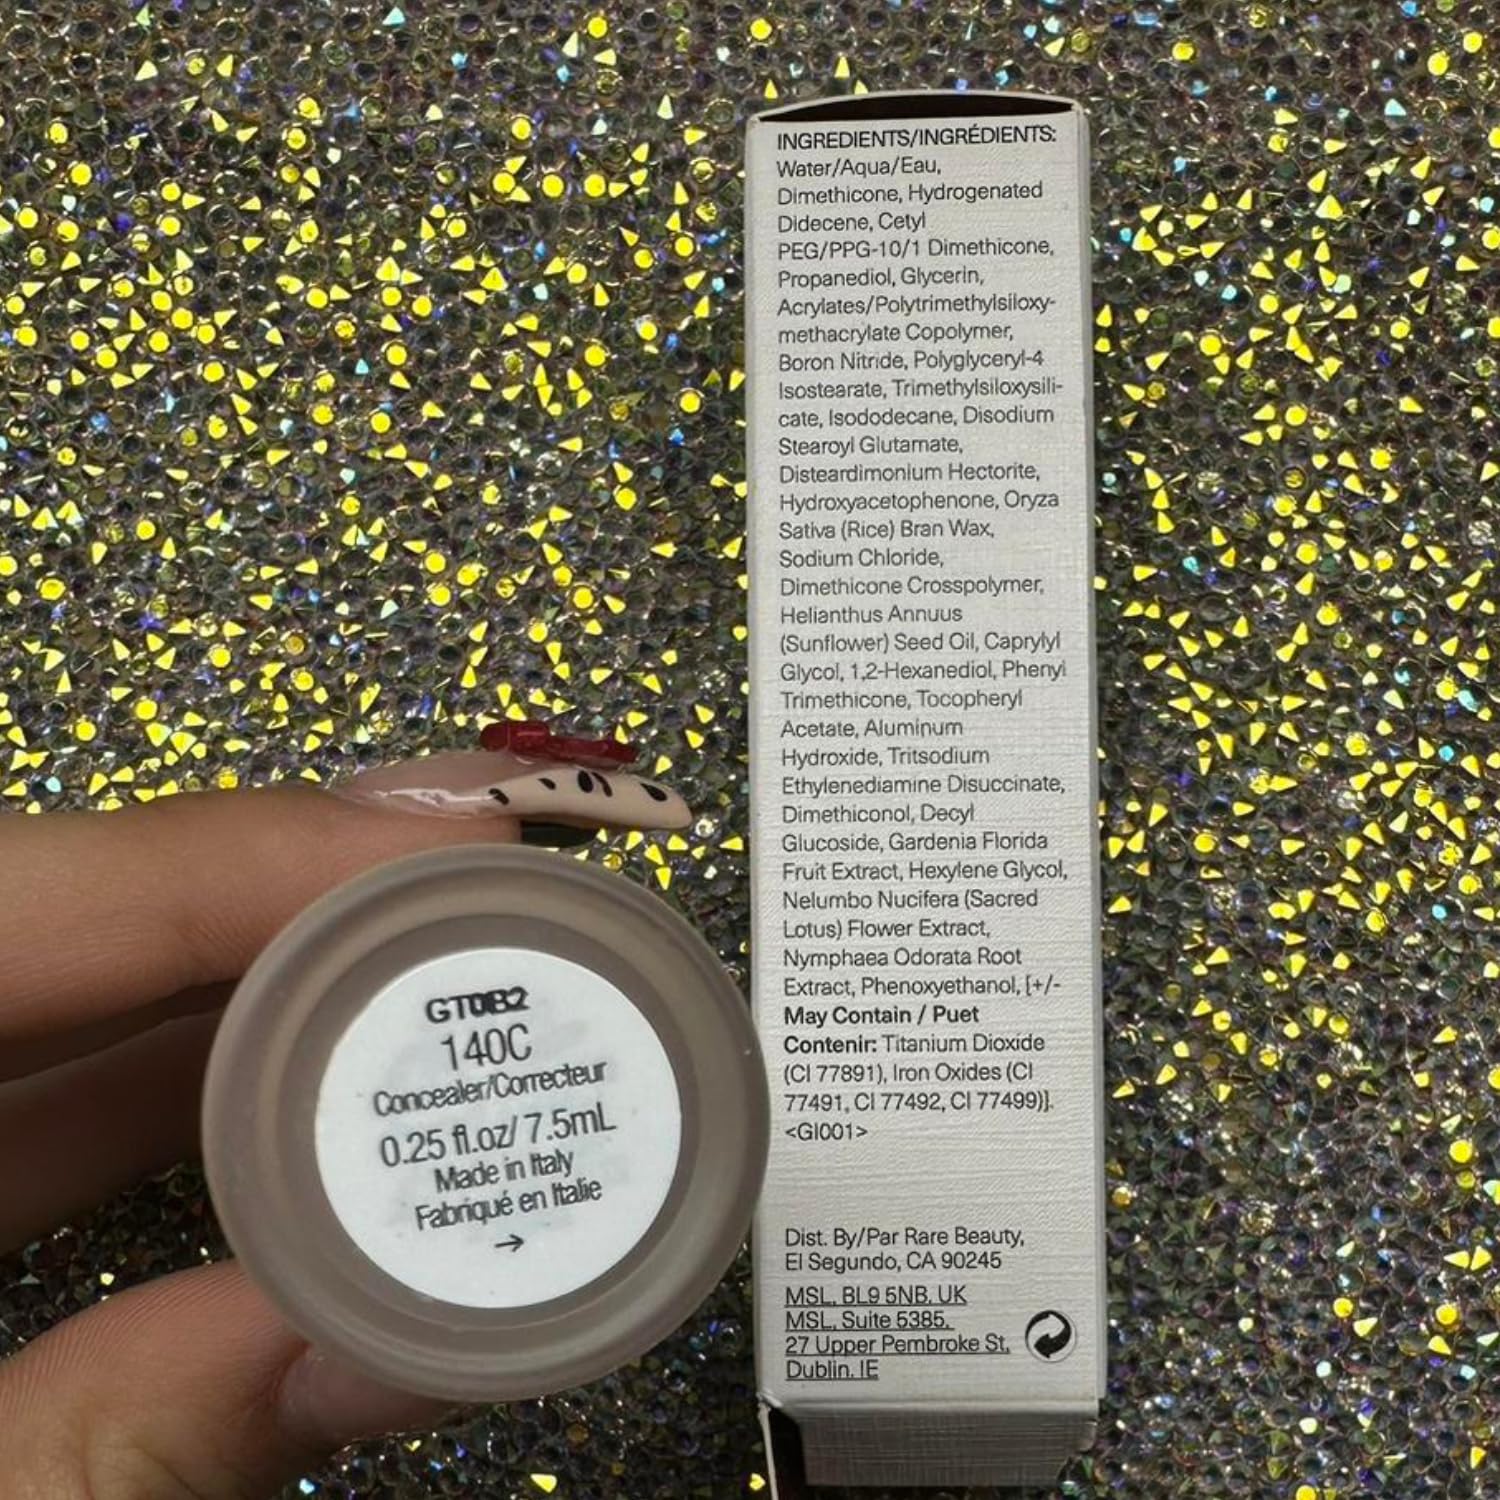 GT0B2
140C
Concealer/Correcteur
0.25 fl.oz/ 7.5mL
Made in Italy
Fabriqué en Italie
→
INGREDIENTS/INGRÉDIENTS:
Water/Aqua/Eau,
Dimethicone, Hydrogenated
Didecene, Cetyl
PEG/PPG-10/1 Dimethicone,
Propanediol, Glycerin,
Acrylates/Polytrimethylsiloxy-
methacrylate Copolymer,
Boron Nitride, Polyglyceryl-4
Isostearate, Trimethylsiloxysili-
cate, Isododecane, Disodium
Stearoyl Glutamate,
Disteardimonium Hectorite,
Hydroxyacetophenone, Oryza
Sativa (Rice) Bran Wax,
Sodium Chloride,
Dimethicone Crosspolymer,
Helianthus Annuus
(Sunflower) Seed Oil, Caprylyl
Glycol, 1,2-Hexanediol, Phenyl
Trimethicone, Tocopheryl
Acetate, Aluminum
Hydroxide, Tritsodium
Ethylenediamine Disuccinate,
Dimethiconol, Decyl
Glucoside, Gardenia Florida
Fruit Extract, Hexylene Glycol,
Nelumbo Nucifera (Sacred
Lotus) Flower Extract,
Nymphaea Odorata Root
Extract, Phenoxyethanol, [+/-
May Contain / Puet
Contenir: Titanium Dioxide
(CI 77891), Iron Oxides (CI
77491, CI 77492, CI 77499)].
<GI001>
Dist. By/Par Rare Beauty,
El Segundo, CA 90245
MSL, BL9 5NB, UK
MSL, Suite 5385,
27 Upper Pembroke St,
Dublin. IE